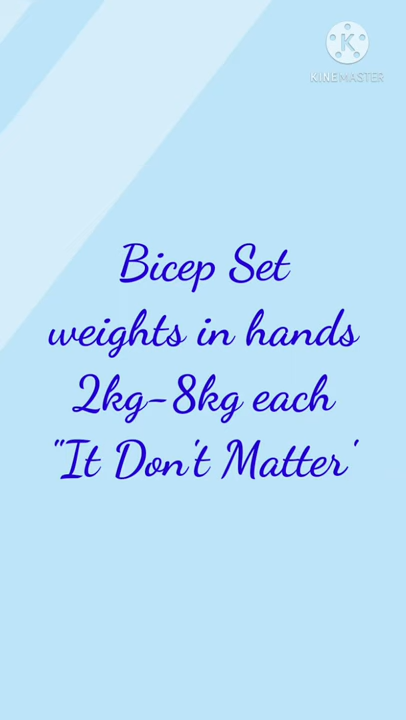 KINEMASTER
Bicep Set
weights in hands
2kg-8kg each
"It Don't Matter'